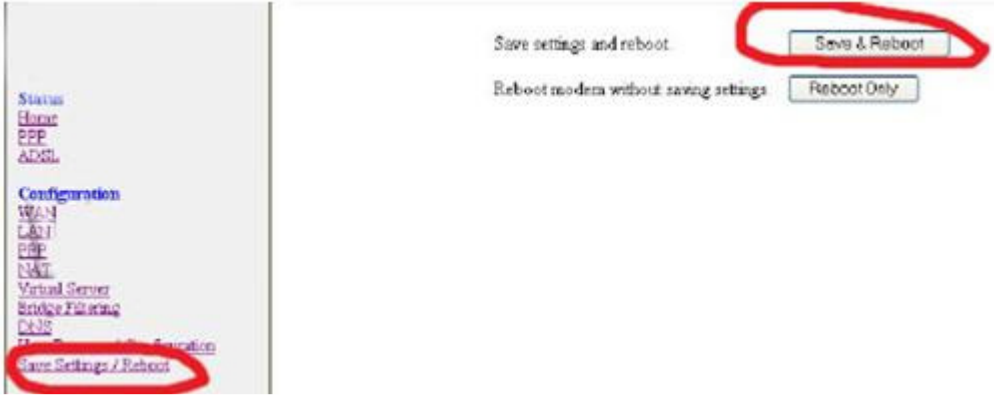 Status
Home
PPP
ADSL
Configuration
WAN
LAN
PPP
NAT
Virtual Server
Bridge Filtering
DNS
Save Settings / Reboot
Save settings and reboot. Save & Reboot
Reboot modem without saving settings Reboot Only